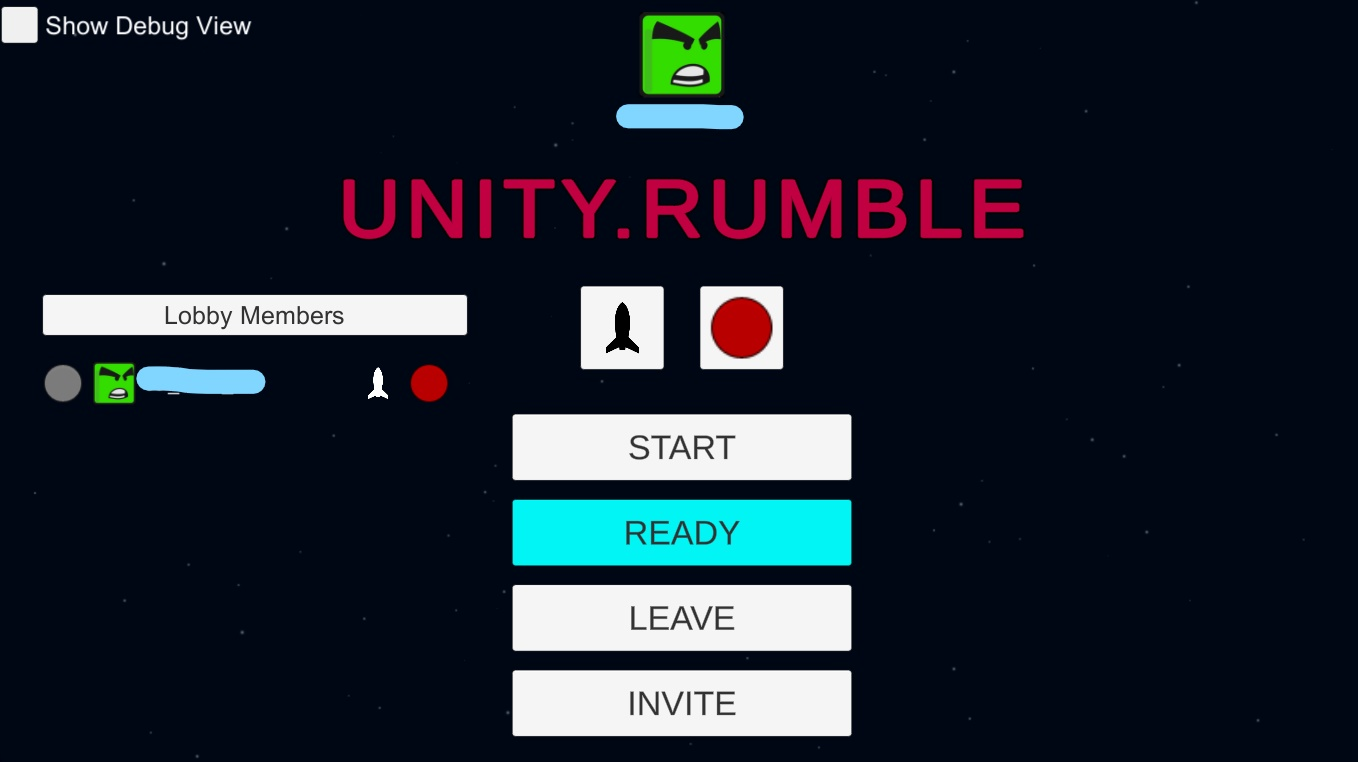 Show Debug View
UNITY.RUMBLE
Lobby Members
START
READY
LEAVE
INVITE